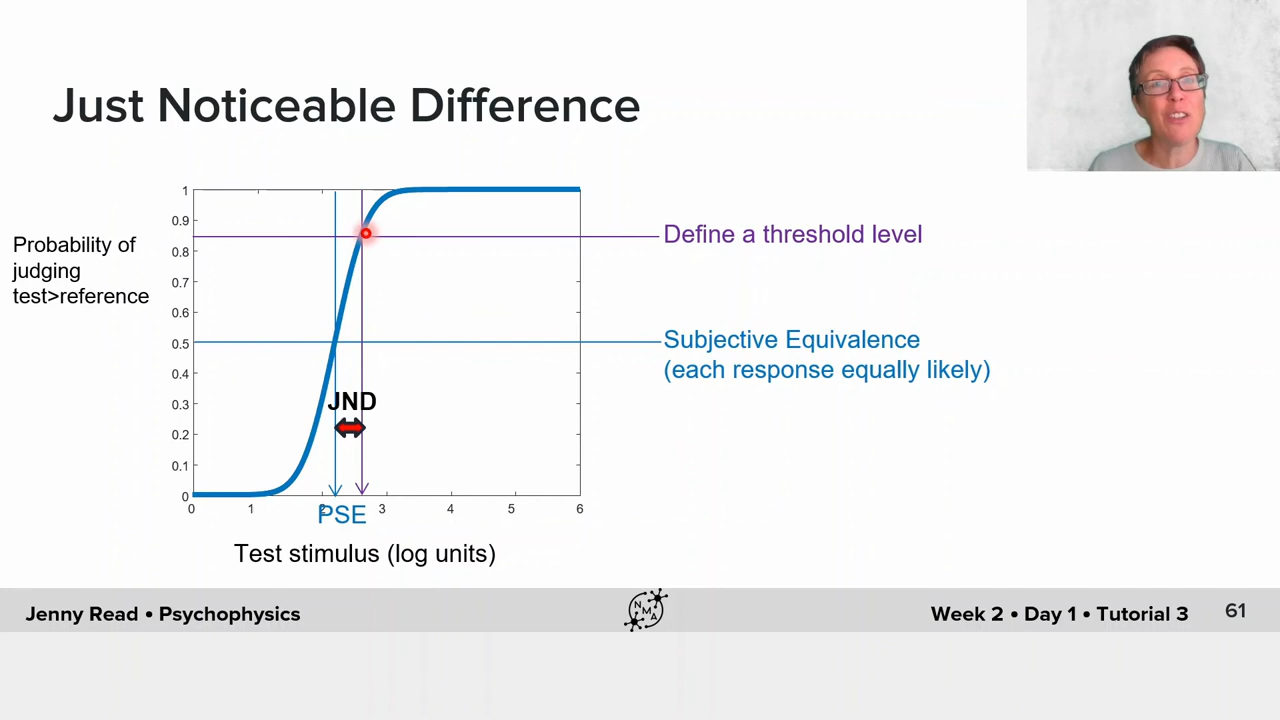 Just Noticeable Difference
Probability of
judging
test>reference
1
0.9
0.8
0.7
0.6
0.5
0.4
0.3
0.2
0.1
0
JND
0 1 2 3 4 5 6
PSE
Test stimulus (log units)
Define a threshold level
Subjective Equivalence
(each response equally likely)
Jenny Read • Psychophysics
N
M
A
Week 2 • Day 1 • Tutorial 3
61